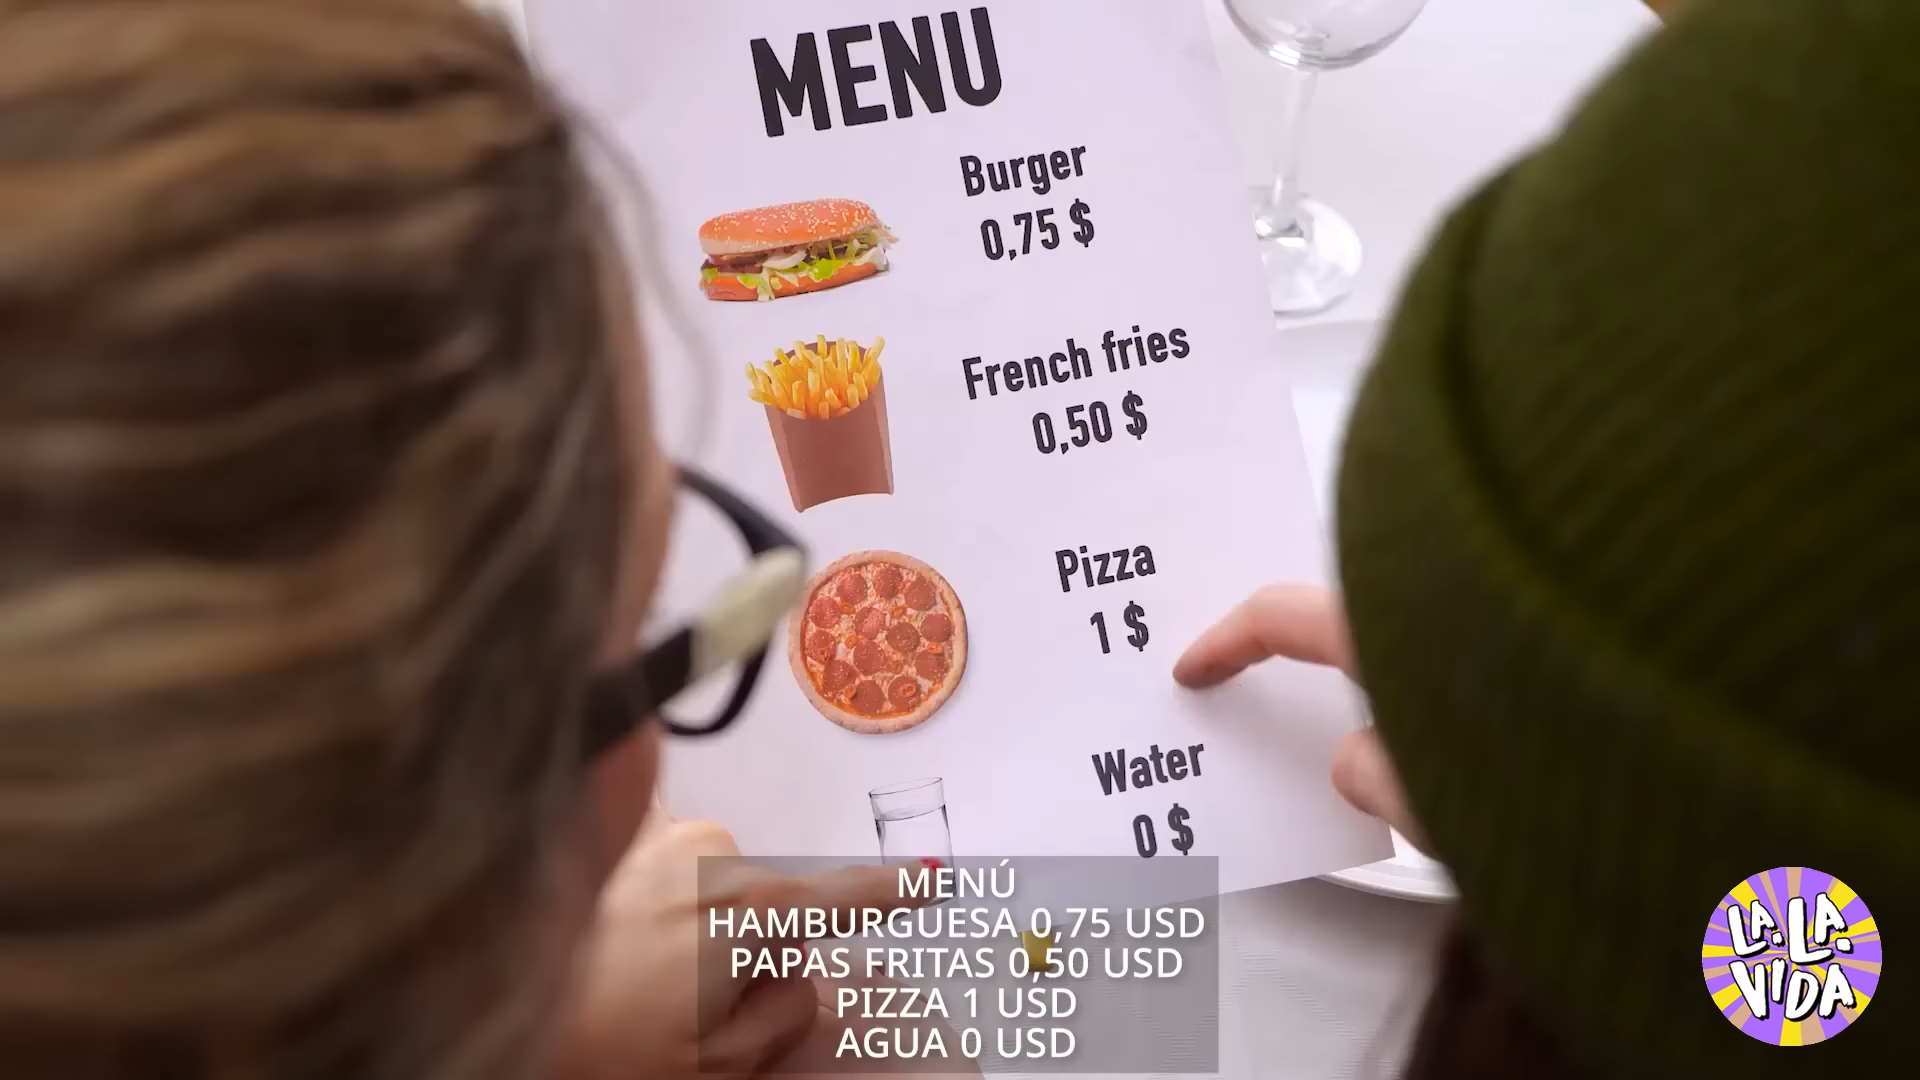 MENU
Burger
0,75 $
French fries
0,50 $
Pizza
1 $
Water
0 $
MENÚ
HAMBURGUESA 0,75 USD
PAPAS FRITAS 0,50 USD
PIZZA 1 USD
AGUA 0 USD
LA.LA.
VIDA